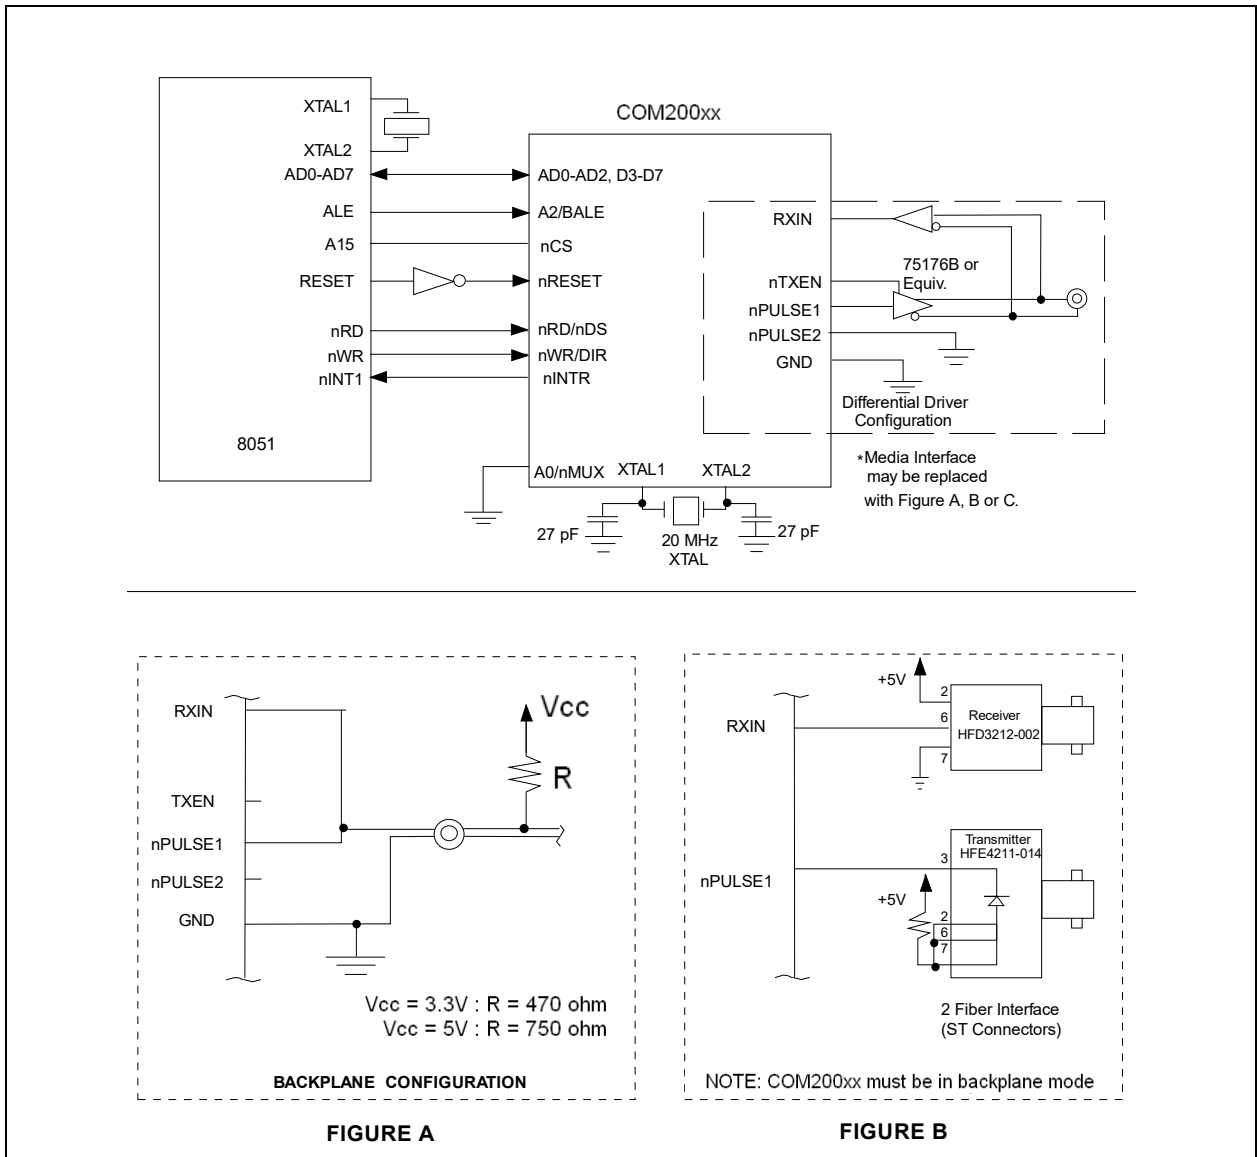 COM200xx
XTAL1
XTAL2
AD0-AD7
ALE
A15
RESET
nRD
nWR
nINT1
8051
AD0-AD2, D3-D7
A2/BALE
nCS
nRESET
nRD/nDS
nWR/DIR
nINTR
A0/nMUX
XTAL1
XTAL2
RXIN
nTXEN
nPULSE1
nPULSE2
GND
75176B or
Equiv.
Differential Driver
Configuration
*Media Interface
may be replaced
with Figure A, B or C.
27 pF
20 MHz
XTAL
27 pF
RXIN
TXEN
nPULSE1
nPULSE2
GND
Vcc
R
Vcc = 3.3V : R = 470 ohm
Vcc = 5V : R = 750 ohm
BACKPLANE CONFIGURATION
FIGURE A
RXIN
nPULSE1
+5V
2
6
7
Receiver
HFD3212-002
Transmitter
HFE4211-014
3
+5V
2
6
7
2 Fiber Interface
(ST Connectors)
NOTE: COM200xx must be in backplane mode
FIGURE B